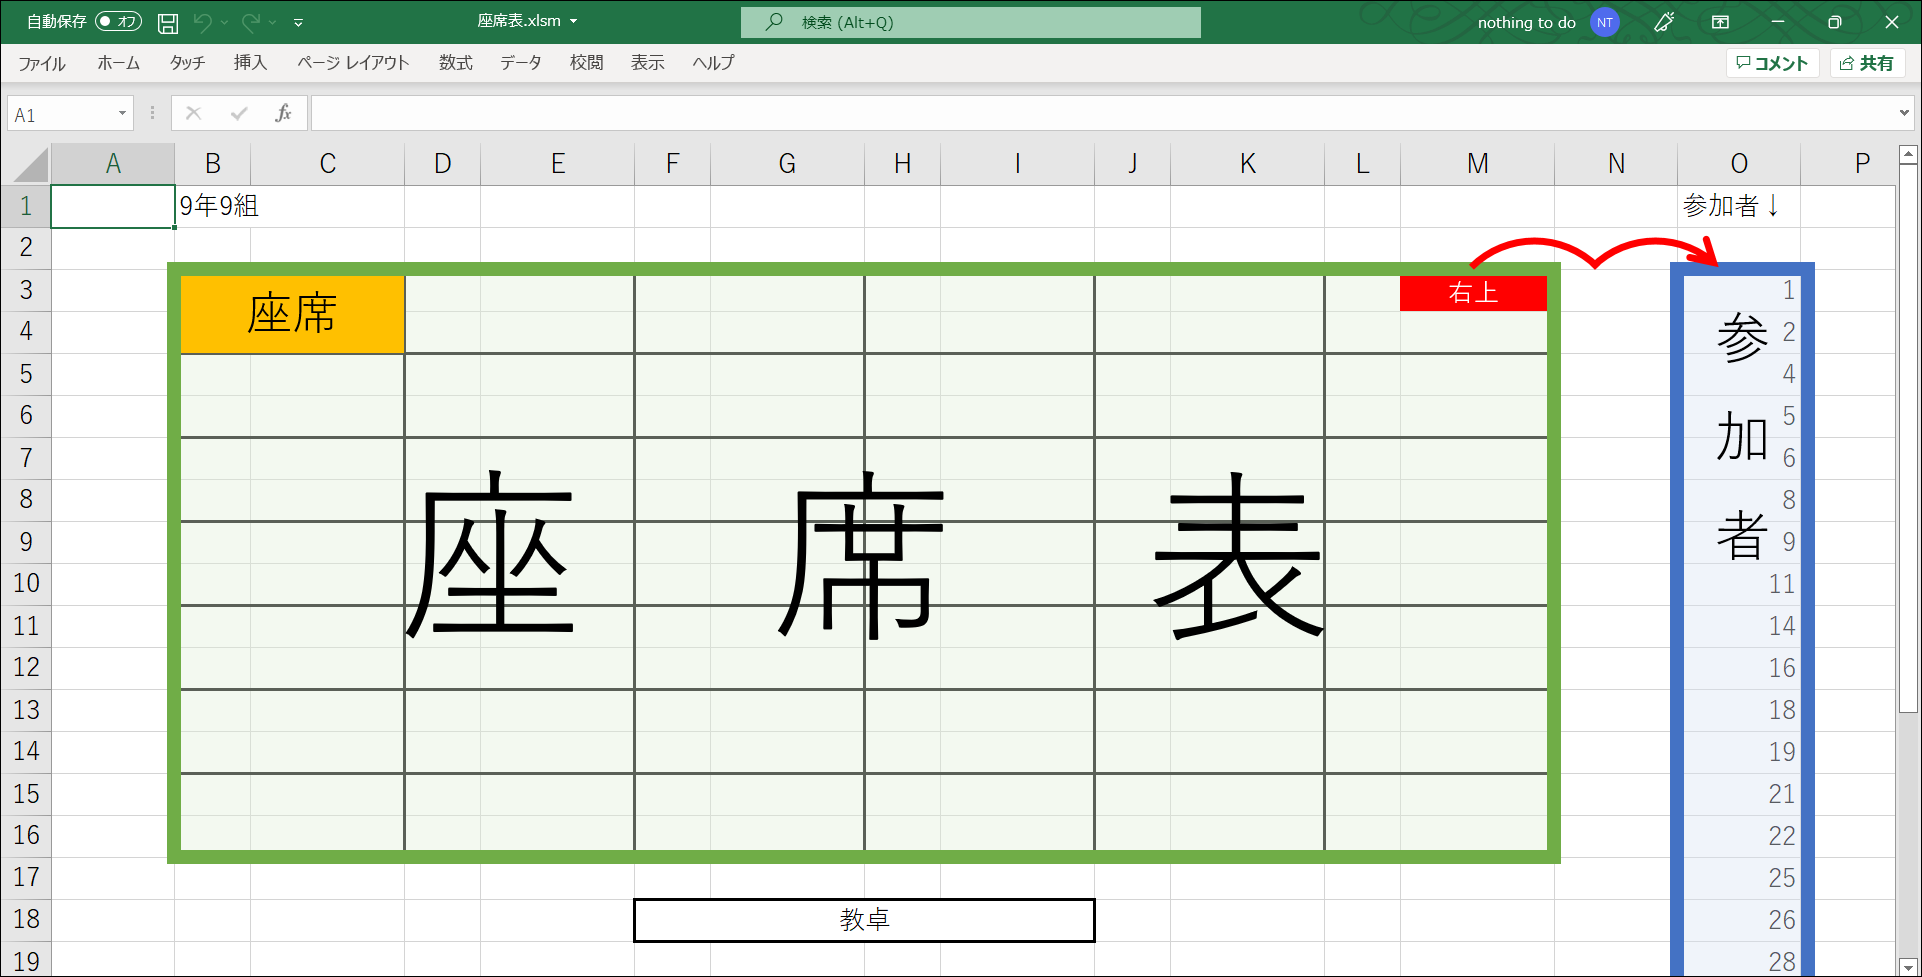 自動保存 オフ 座席表.xlsm 検索 (Alt+Q) nothing to do NT
ファイル ホーム タッチ 挿入 ページ レイアウト 数式 データ 校閲 表示 ヘルプ コメント 共有
A1 fx
A B C D E F G H I J K L M N O P
1 9年9組 参加者↓
2
3 座席 右上 1
4 2
5 4
6 5
7 6
8 8
9 9
10 11
11 14
12 16
13 18
14 19
15 21
16 22
17 25
18 教卓 26
19 28
座席表
参加者